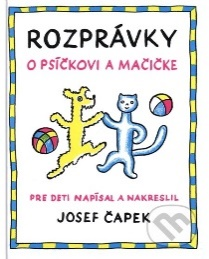 ROZPRÁVKY
O PSÍČKOVI A MAČIČKE
PRE DETI NAPÍSAL A NAKRESLIL
JOSEF ČAPEK
M